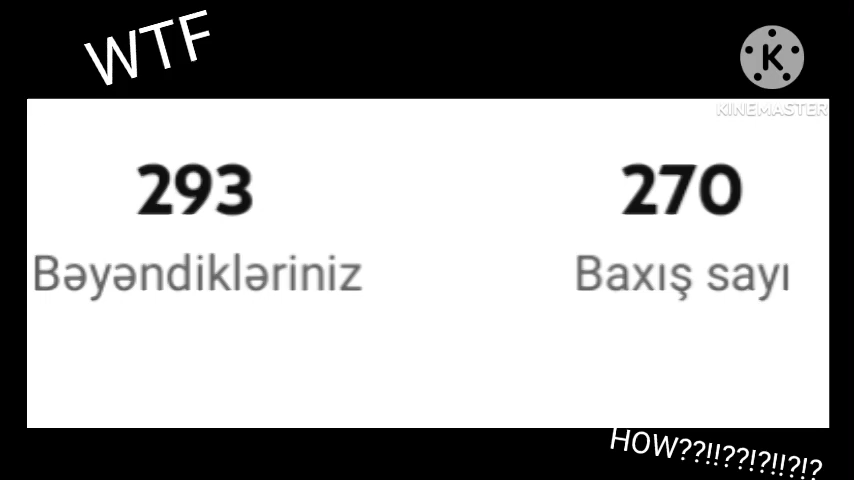 WTF
K
KINEMASTER
293 270
Bəyəndikləriniz Baxış sayı
HOW??!!??!?!!?!?